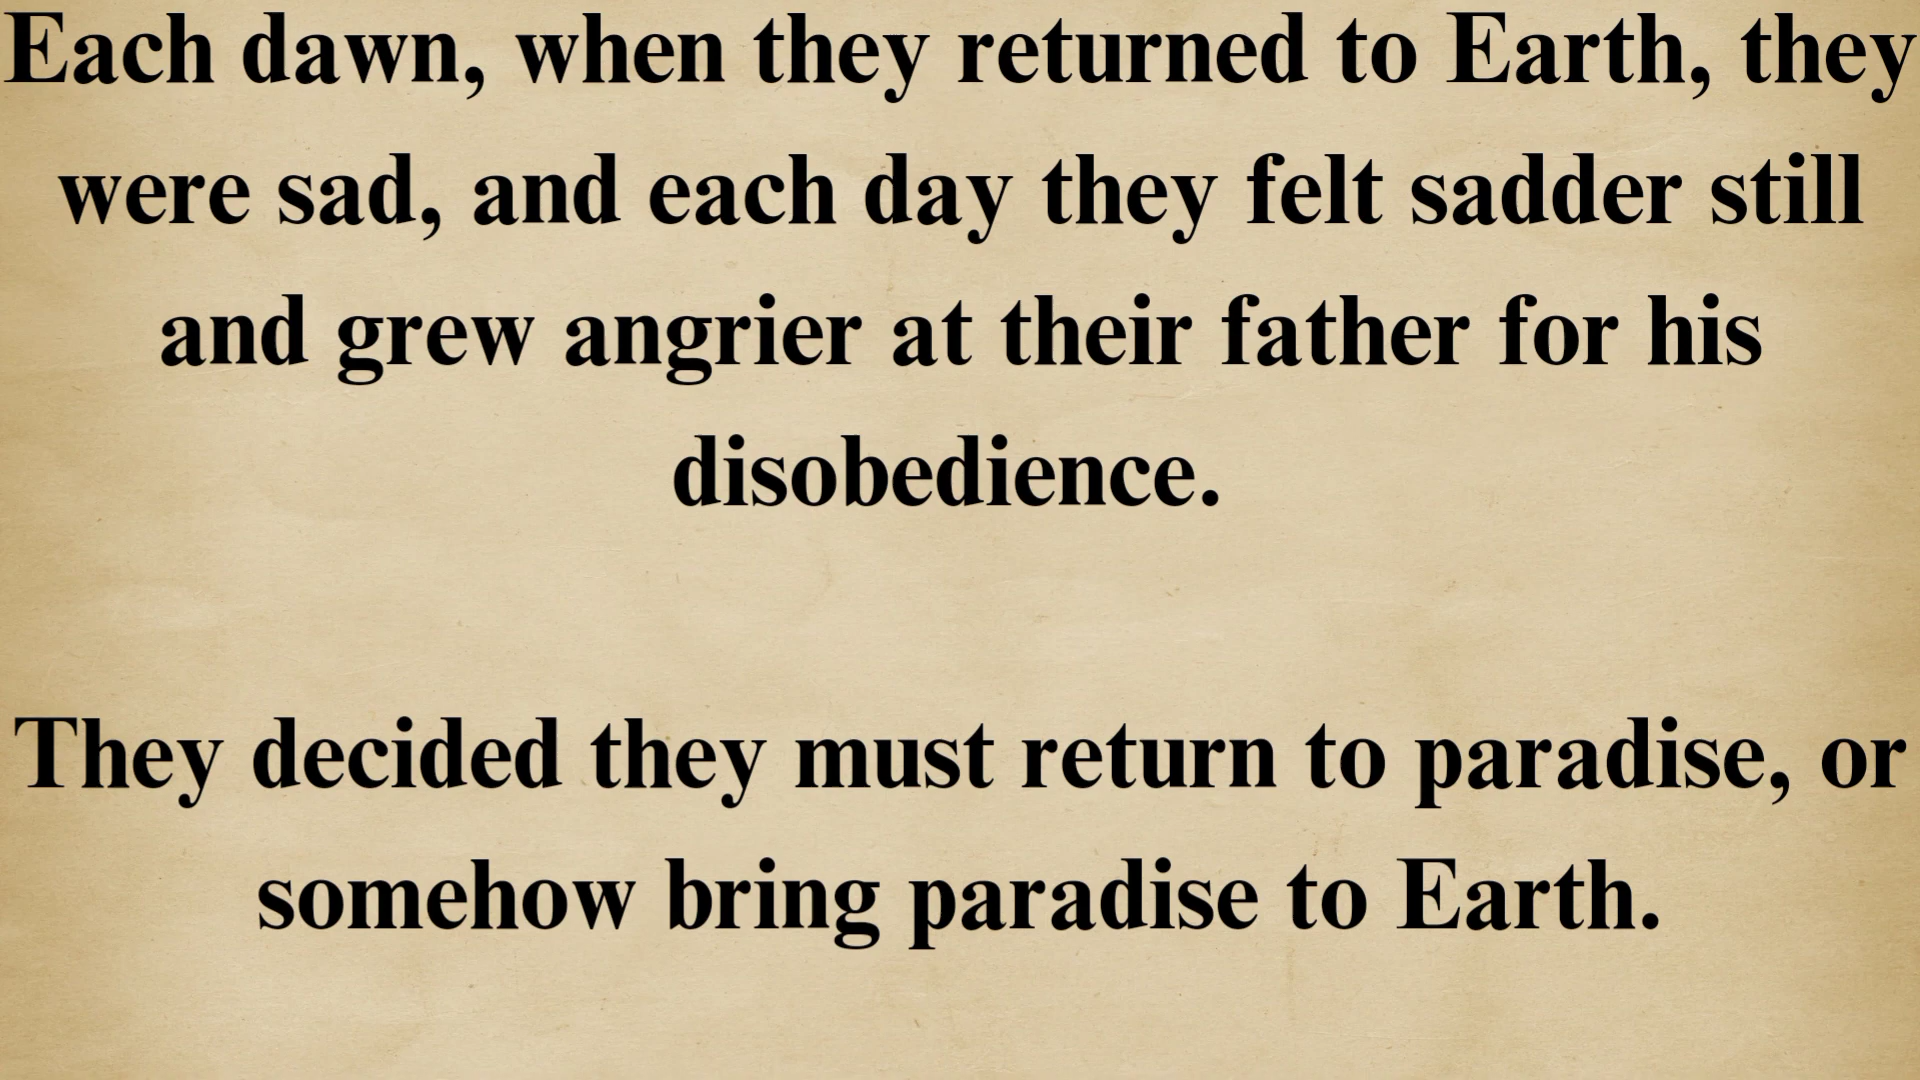 Each dawn, when they returned to Earth, they
were sad, and each day they felt sadder still
and grew angrier at their father for his
disobedience.
They decided they must return to paradise, or
somehow bring paradise to Earth.